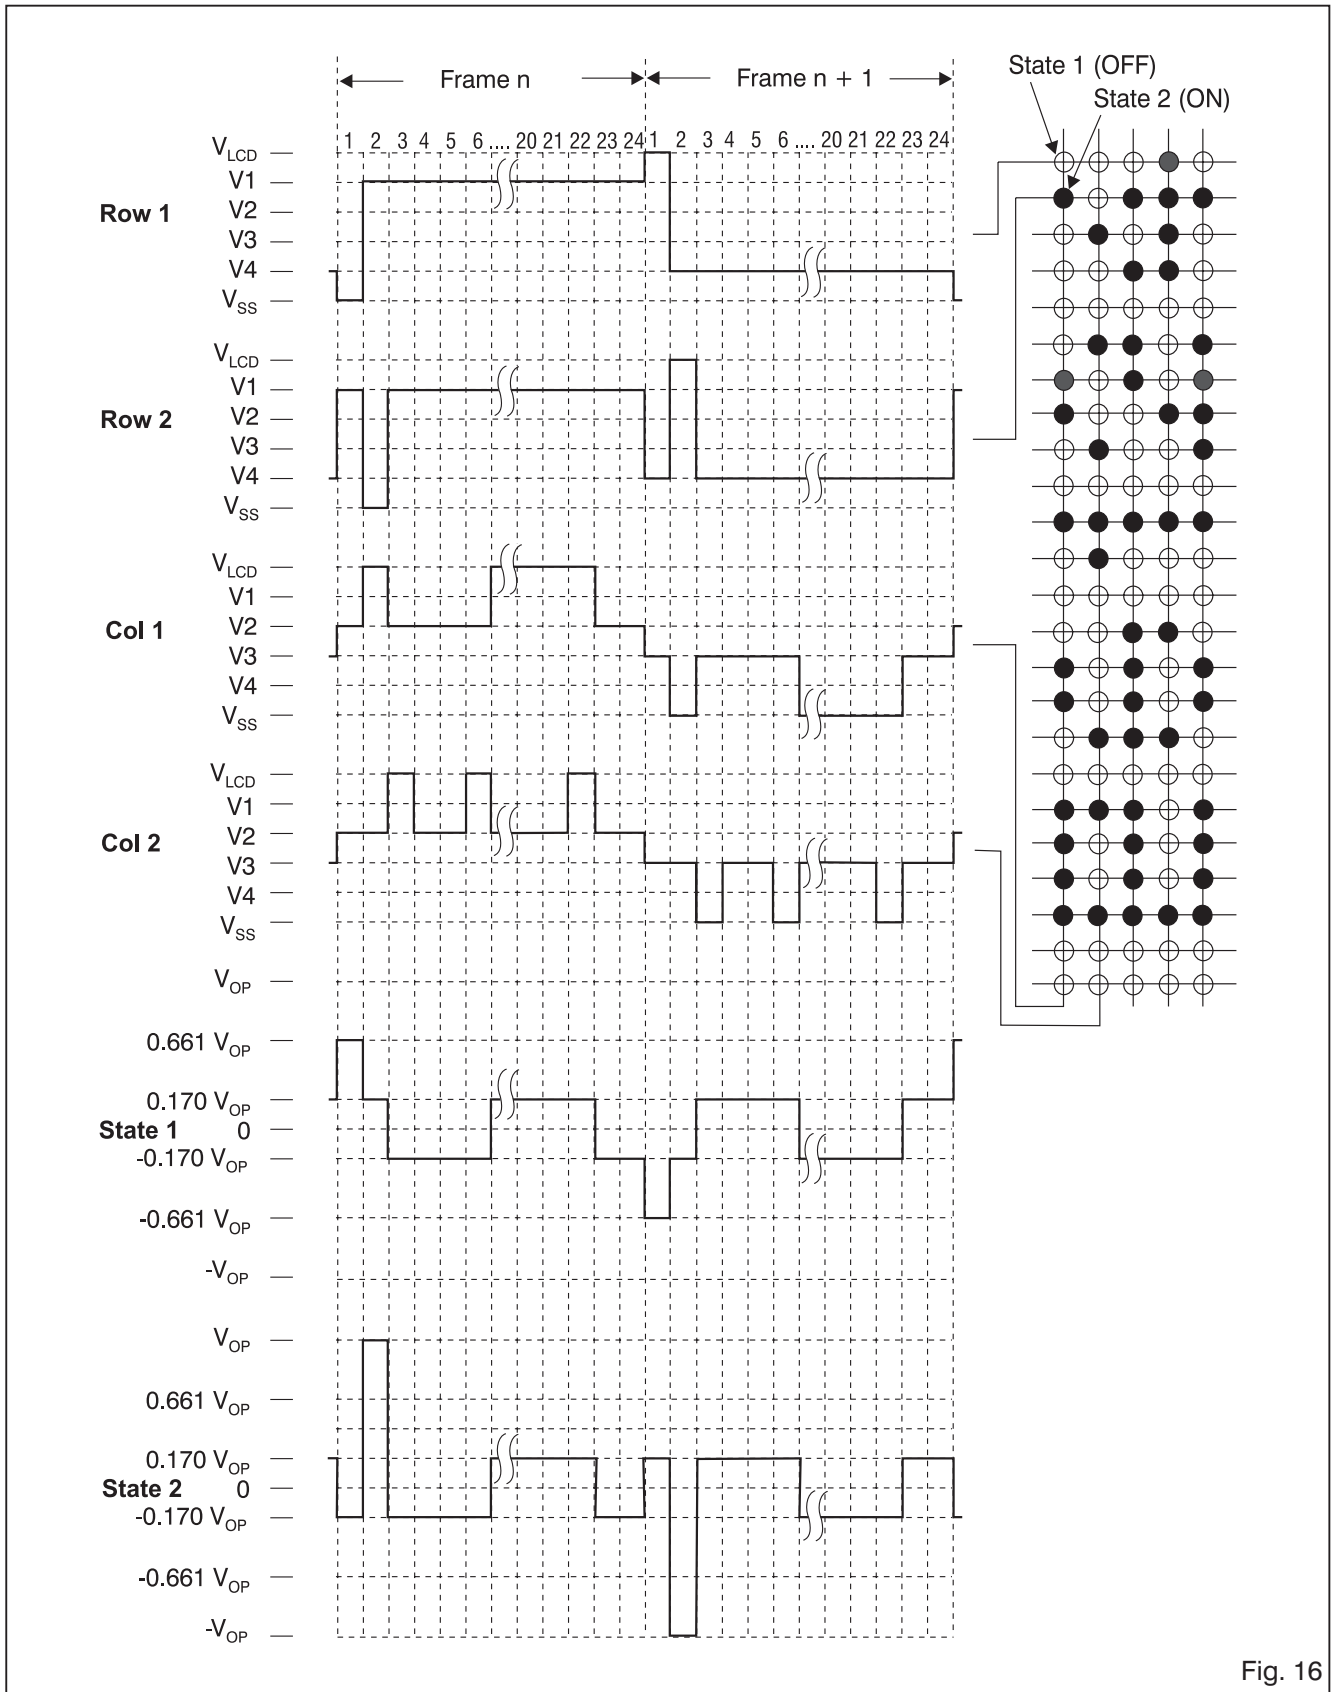 Frame n
Frame n + 1
State 1 (OFF)
State 2 (ON)
1 2 3 4 5 6 .... 20 21 22 23 24 1 2 3 4 5 6 .... 20 21 22 23 24
Row 1
VLCD
V1
V2
V3
V4
VSS
Row 2
VLCD
V1
V2
V3
V4
VSS
Col 1
VLCD
V1
V2
V3
V4
VSS
Col 2
VLCD
V1
V2
V3
V4
VSS
State 1
VOP
0.661 VOP
0.170 VOP
0
-0.170 VOP
-0.661 VOP
-VOP
State 2
VOP
0.661 VOP
0.170 VOP
0
-0.170 VOP
-0.661 VOP
-VOP
Fig. 16